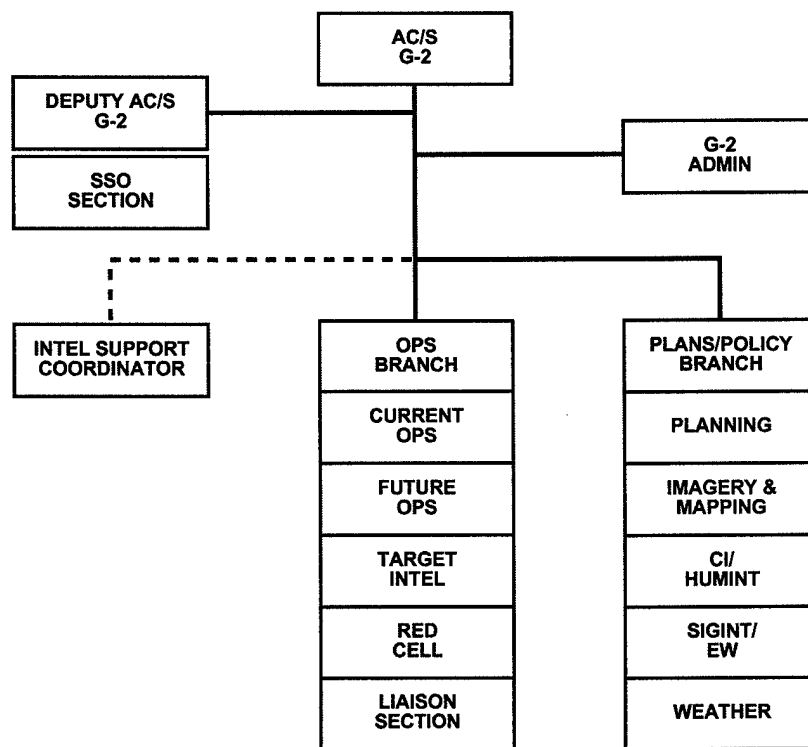 AC/S
G-2
DEPUTY AC/S
G-2
SSO
SECTION
G-2
ADMIN
INTEL SUPPORT
COORDINATOR
OPS
BRANCH
CURRENT
OPS
FUTURE
OPS
TARGET
INTEL
RED
CELL
LIAISON
SECTION
PLANS/POLICY
BRANCH
PLANNING
IMAGERY &
MAPPING
CI/
HUMINT
SIGINT/
EW
WEATHER